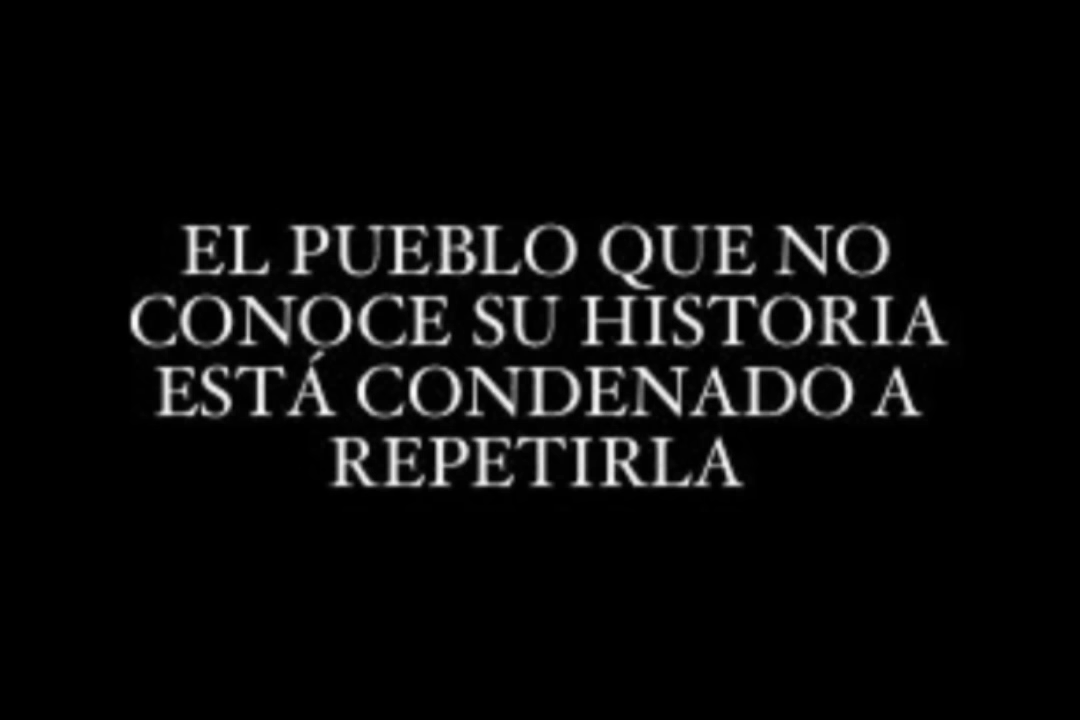 EL PUEBLO QUE NO
CONOCE SU HISTORIA
ESTÁ CONDENADO A
REPETIRLA